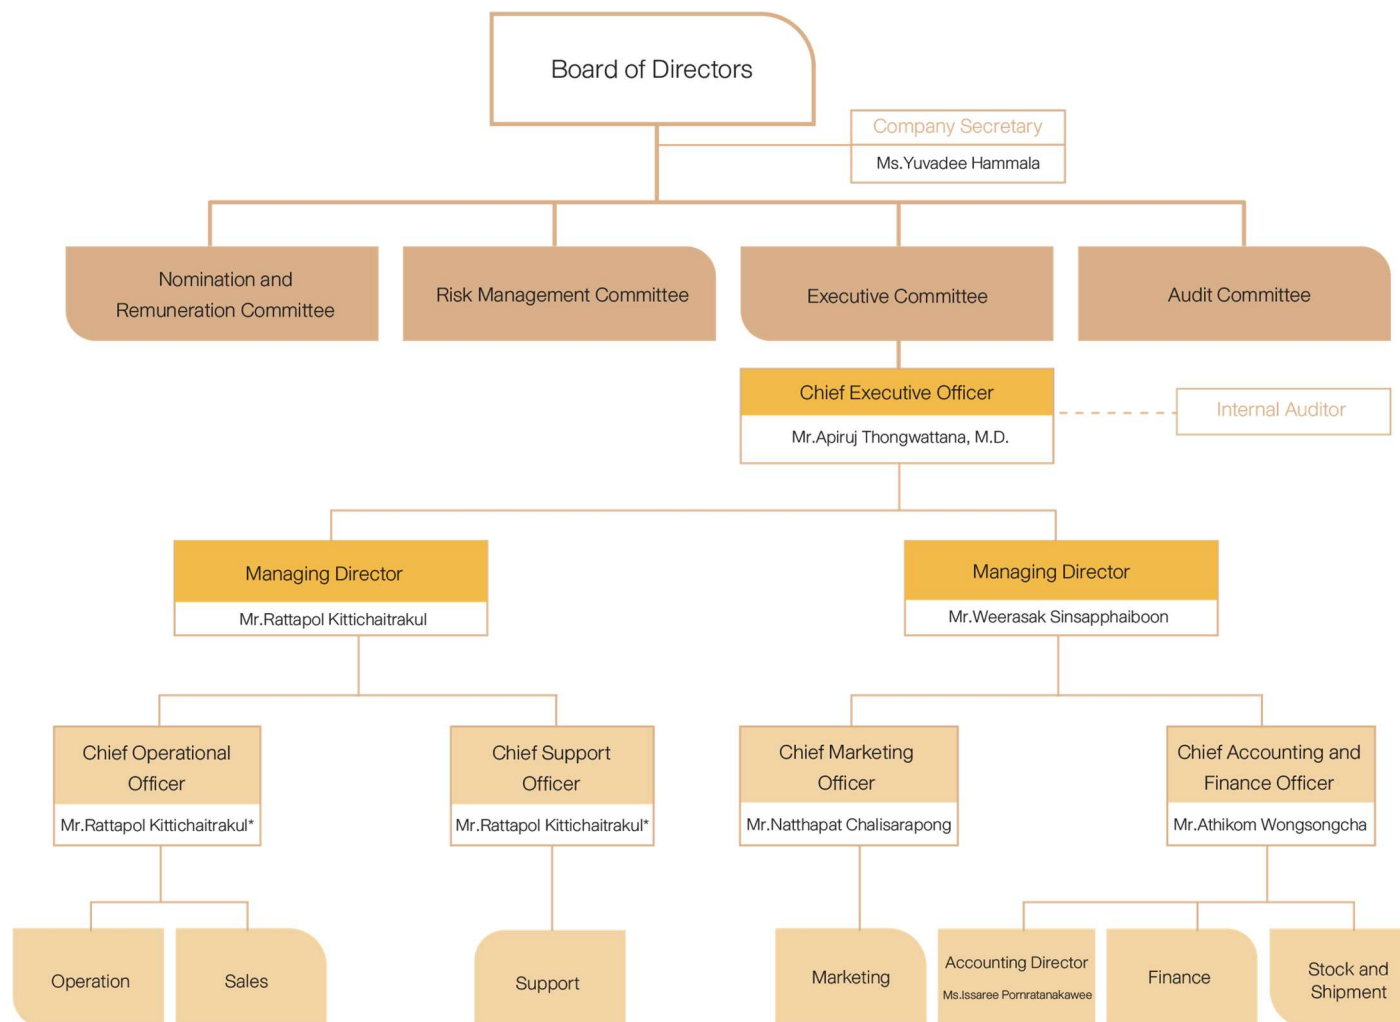 Board of Directors
Company Secretary
Ms.Yuvadee Hammala
Nomination and
Remuneration Committee
Risk Management Committee
Executive Committee
Audit Committee
Chief Executive Officer
Mr.Apiruj Thongwattana, M.D.
Internal Auditor
Managing Director
Mr.Rattapol Kittichaitrakul
Managing Director
Mr.Weerasak Sinsapphaiboon
Chief Operational
Officer
Mr.Rattapol Kittichaitrakul*
Chief Support
Officer
Mr.Rattapol Kittichaitrakul*
Chief Marketing
Officer
Mr.Natthapat Chalisarapong
Chief Accounting and
Finance Officer
Mr.Athikom Wongsongcha
Operation
Sales
Support
Marketing
Accounting Director
Ms.Issaree Pornratanakawee
Finance
Stock and
Shipment